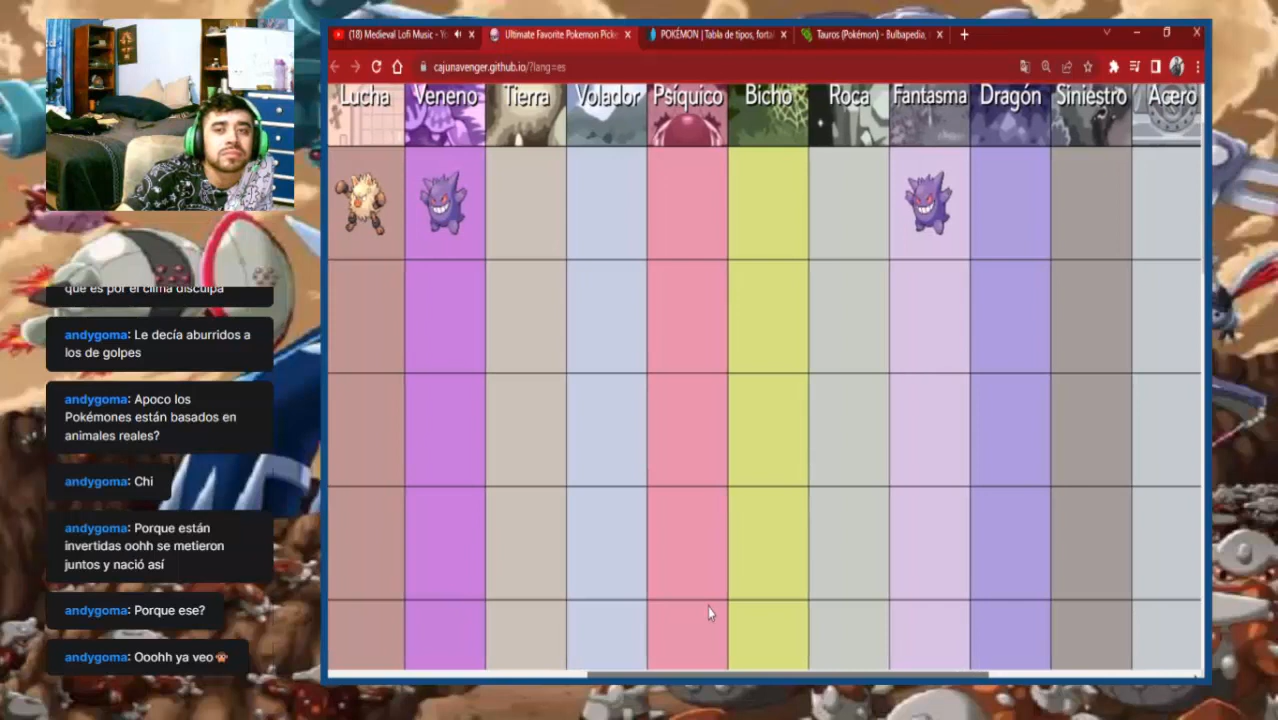 (18) Medieval Lofi Music - Yo
Ultimate Favorite Pokemon Picke
POKÉMON | Tabla de tipos, fortal
Tauros (Pokémon) - Bulbapedia,
cajunavenger.github.io/?lang=es
Lucha Veneno Tierra Volador Psíquico Bicho Roca Fantasma Dragón Siniestro Acero
que es por el clima disculpa
andygoma: Le decía aburridos a
los de golpes
andygoma: Apoco los
Pokémones están basados en
animales reales?
andygoma: Chi
andygoma: Porque están
invertidas oohh se metieron
juntos y nació así
andygoma: Porque ese?
andygoma: Ooohh ya veo